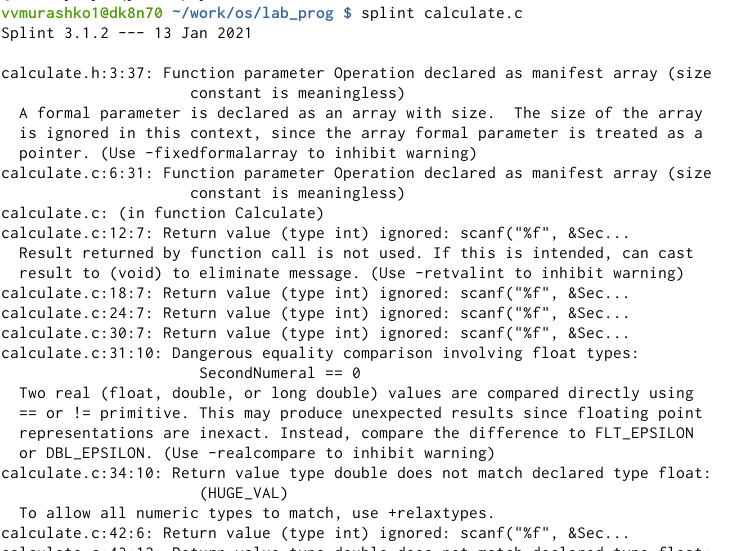 vvmurashko1@dk8n70 ~/work/os/lab_prog $ splint calculate.c
Splint 3.1.2 --- 13 Jan 2021
calculate.h:3:37: Function parameter Operation declared as manifest array (size
constant is meaningless)
A formal parameter is declared as an array with size.  The size of the array
is ignored in this context, since the array formal parameter is treated as a
pointer. (Use -fixedformalarray to inhibit warning)
calculate.c:6:31: Function parameter Operation declared as manifest array (size
constant is meaningless)
calculate.c: (in function Calculate)
calculate.c:12:7: Return value (type int) ignored: scanf("%f", &Sec...
Result returned by function call is not used. If this is intended, can cast
result to (void) to eliminate message. (Use -retvalint to inhibit warning)
calculate.c:18:7: Return value (type int) ignored: scanf("%f", &Sec...
calculate.c:24:7: Return value (type int) ignored: scanf("%f", &Sec...
calculate.c:30:7: Return value (type int) ignored: scanf("%f", &Sec...
calculate.c:31:10: Dangerous equality comparison involving float types:
SecondNumeral == 0
Two real (float, double, or long double) values are compared directly using
== or != primitive. This may produce unexpected results since floating point
representations are inexact. Instead, compare the difference to FLT_EPSILON
or DBL_EPSILON. (Use -realcompare to inhibit warning)
calculate.c:34:10: Return value type double does not match declared type float:
(HUGE_VAL)
To allow all numeric types to match, use +relaxtypes.
calculate.c:42:6: Return value (type int) ignored: scanf("%f", &Sec...